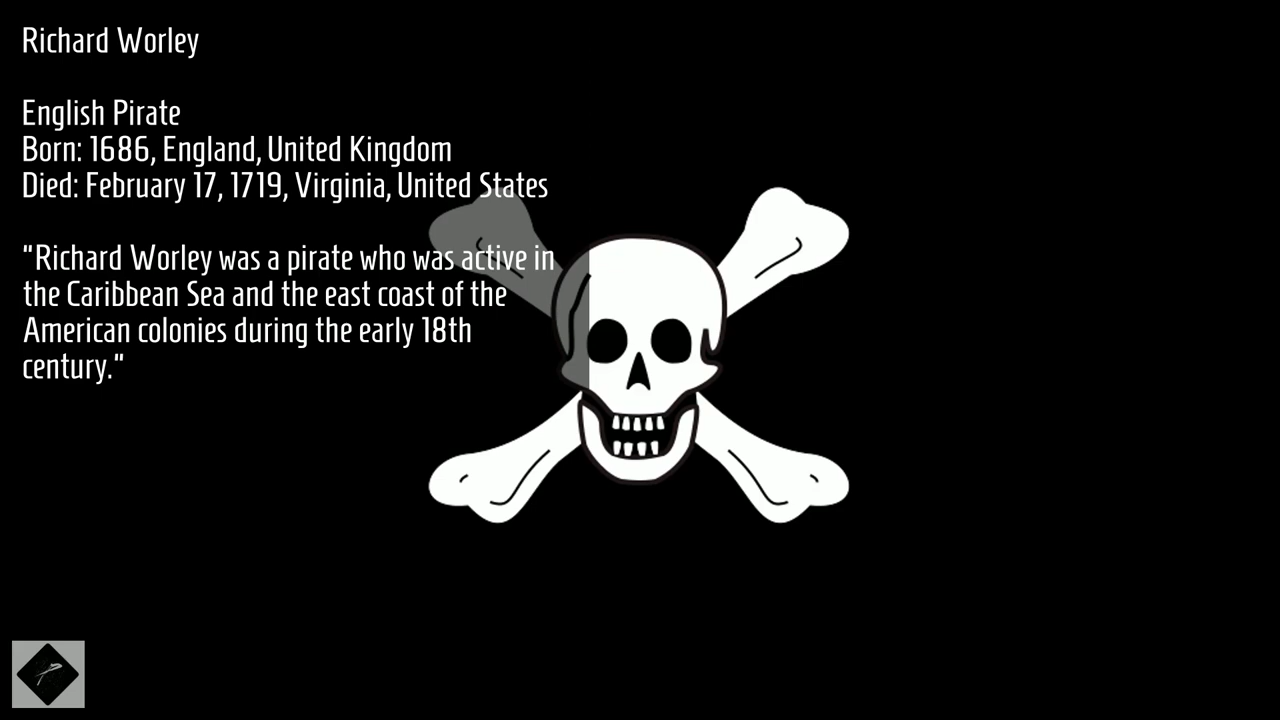 Richard Worley
English Pirate
Born: 1686, England, United Kingdom
Died: February 17, 1719, Virginia, United States
"Richard Worley was a pirate who was active in
the Caribbean Sea and the east coast of the
American colonies during the early 18th
century."